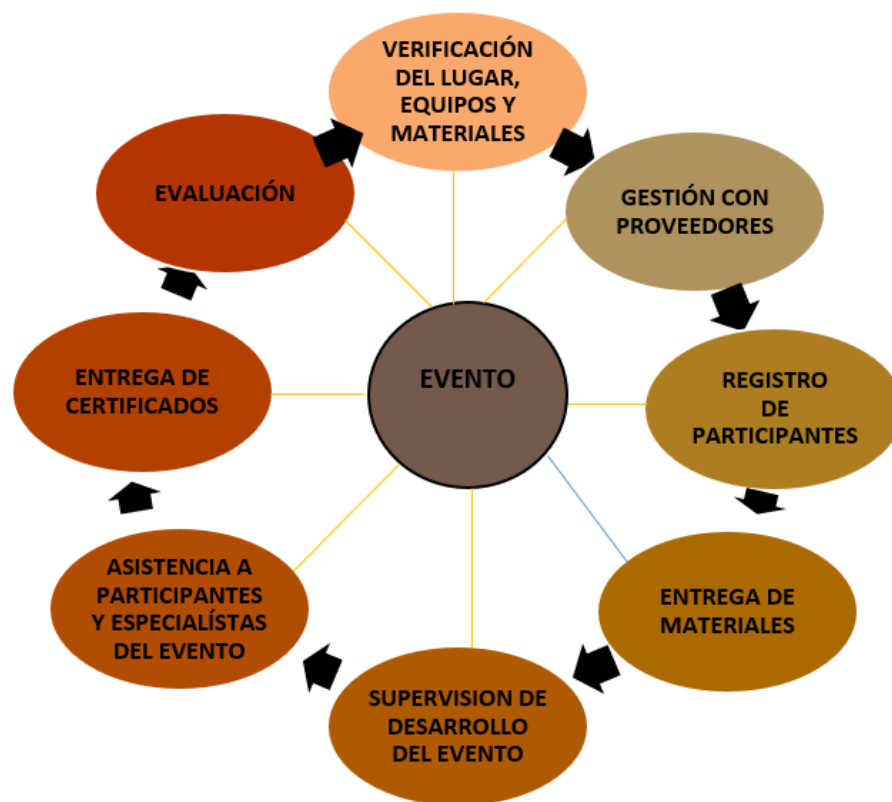 VERIFICACIÓN
DEL LUGAR,
EQUIPOS Y
MATERIALES
GESTIÓN CON
PROVEEDORES
REGISTRO
DE
PARTICIPANTES
ENTREGA DE
MATERIALES
SUPERVISION DE
DESARROLLO
DEL EVENTO
ASISTENCIA A
PARTICIPANTES
Y ESPECIALÍSTAS
DEL EVENTO
ENTREGA DE
CERTIFICADOS
EVALUACIÓN
EVENTO